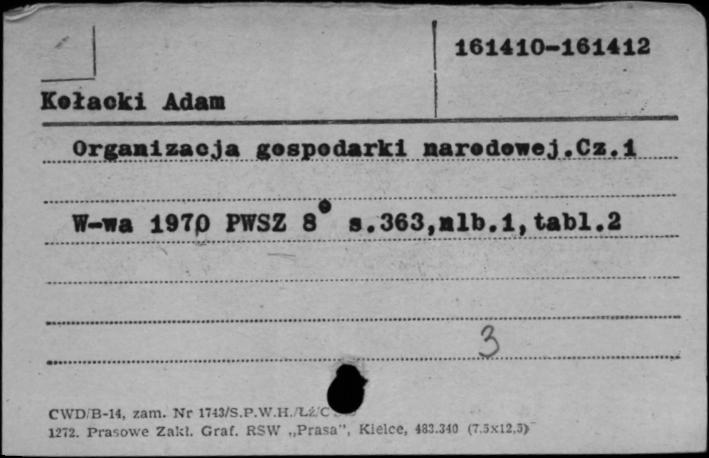 161410-161412
Kołacki Adam
Organizacja gospodarki narodowej.Cz.1
W-wa 1970 PWSZ 8° s.363,nlb.1,tabl.2
3
CWD/B-14, zam. Nr 1743/S.P.W.H./LZ/C
1272. Prasowe Zakł. Graf. RSW „Prasa", Kielce, 483.340 (7.5x12.5)